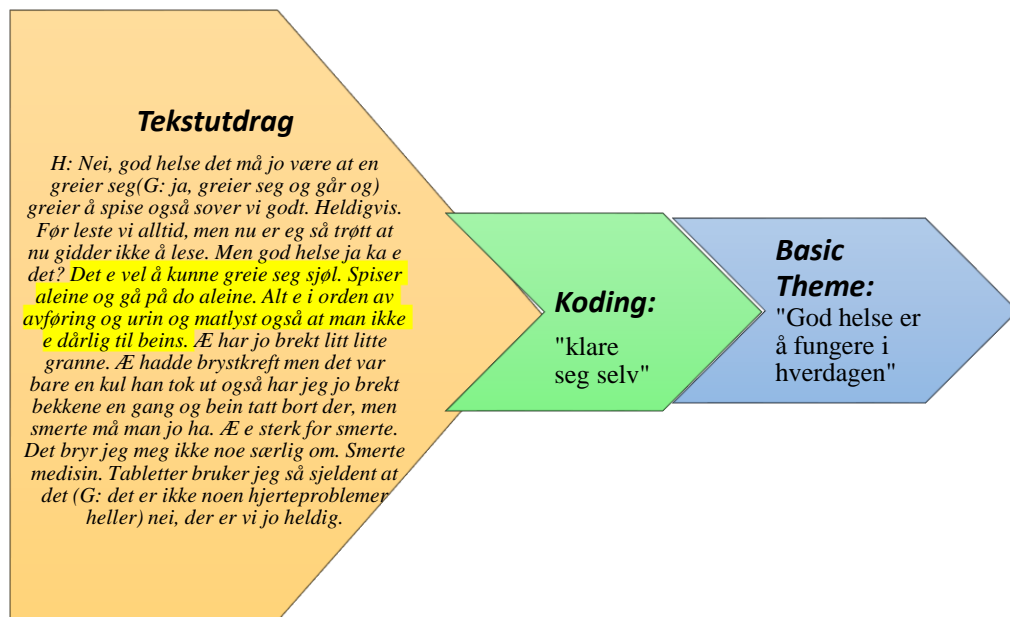 Tekstutdrag
H: Nei, god helse det må jo være at en
greier seg(G: ja, greier seg og går og)
greier å spise også sover vi godt. Heldigvis.
Før leste vi alltid, men nu er eg så trøtt at
nu gidder ikke å lese. Men god helse ja ka e
det? Det e vel å kunne greie seg sjøl. Spiser
aleine og gå på do aleine. Alt e i orden av
avføring og urin og matlyst også at man ikke
e dårlig til beins. Æ har jo brekt litt litte
granne. Æ hadde brystkreft men det var
bare en kul han tok ut også har jeg jo brekt
bekkene en gang og bein tatt bort der, men
smerte må man jo ha. Æ e sterk for smerte.
Det bryr jeg meg ikke noe særlig om. Smerte
medisin. Tabletter bruker jeg så sjeldent at
det (G: det er ikke noen hjerteproblemer
heller) nei, der er vi jo heldig.
Koding:
"klare
seg selv"
Basic
Theme:
"God helse er
å fungere i
hverdagen"